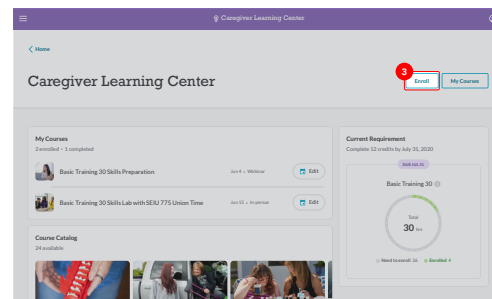 Caregiver Learning Center
Home
Caregiver Learning Center
3
Enroll
My Courses
My Courses
2 enrolled • 1 completed
Basic Training 30 Skills Preparation
Jun 4 • Webinar
Edit
Basic Training 30 Skills Lab with SEIU 775 Union Time
Jun 15 • In person
Edit
Course Catalog
24 available
Current Requirement
Complete 12 credits by July 31, 2020
Basic Training 30
Total
30 hrs
Need to enroll 26
Enrolled 4